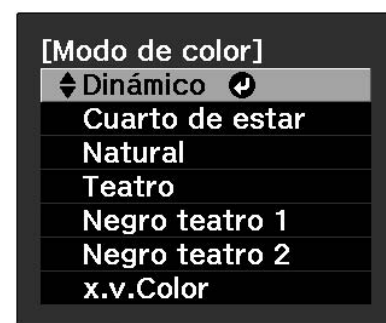 [Modo de color]
Dinámico
Cuarto de estar
Natural
Teatro
Negro teatro 1
Negro teatro 2
x.v.Color